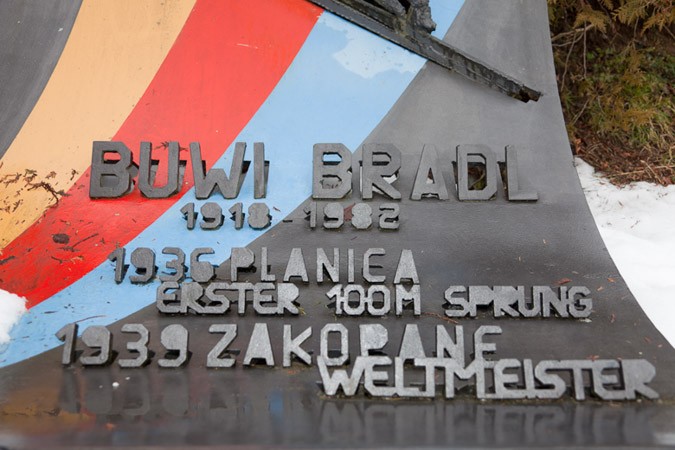 BUWI BRADL
1918 - 1982
1936 PLANICA
ERSTER 100M SPRUNG
1939 ZAKOPANE
WELTMEISTER